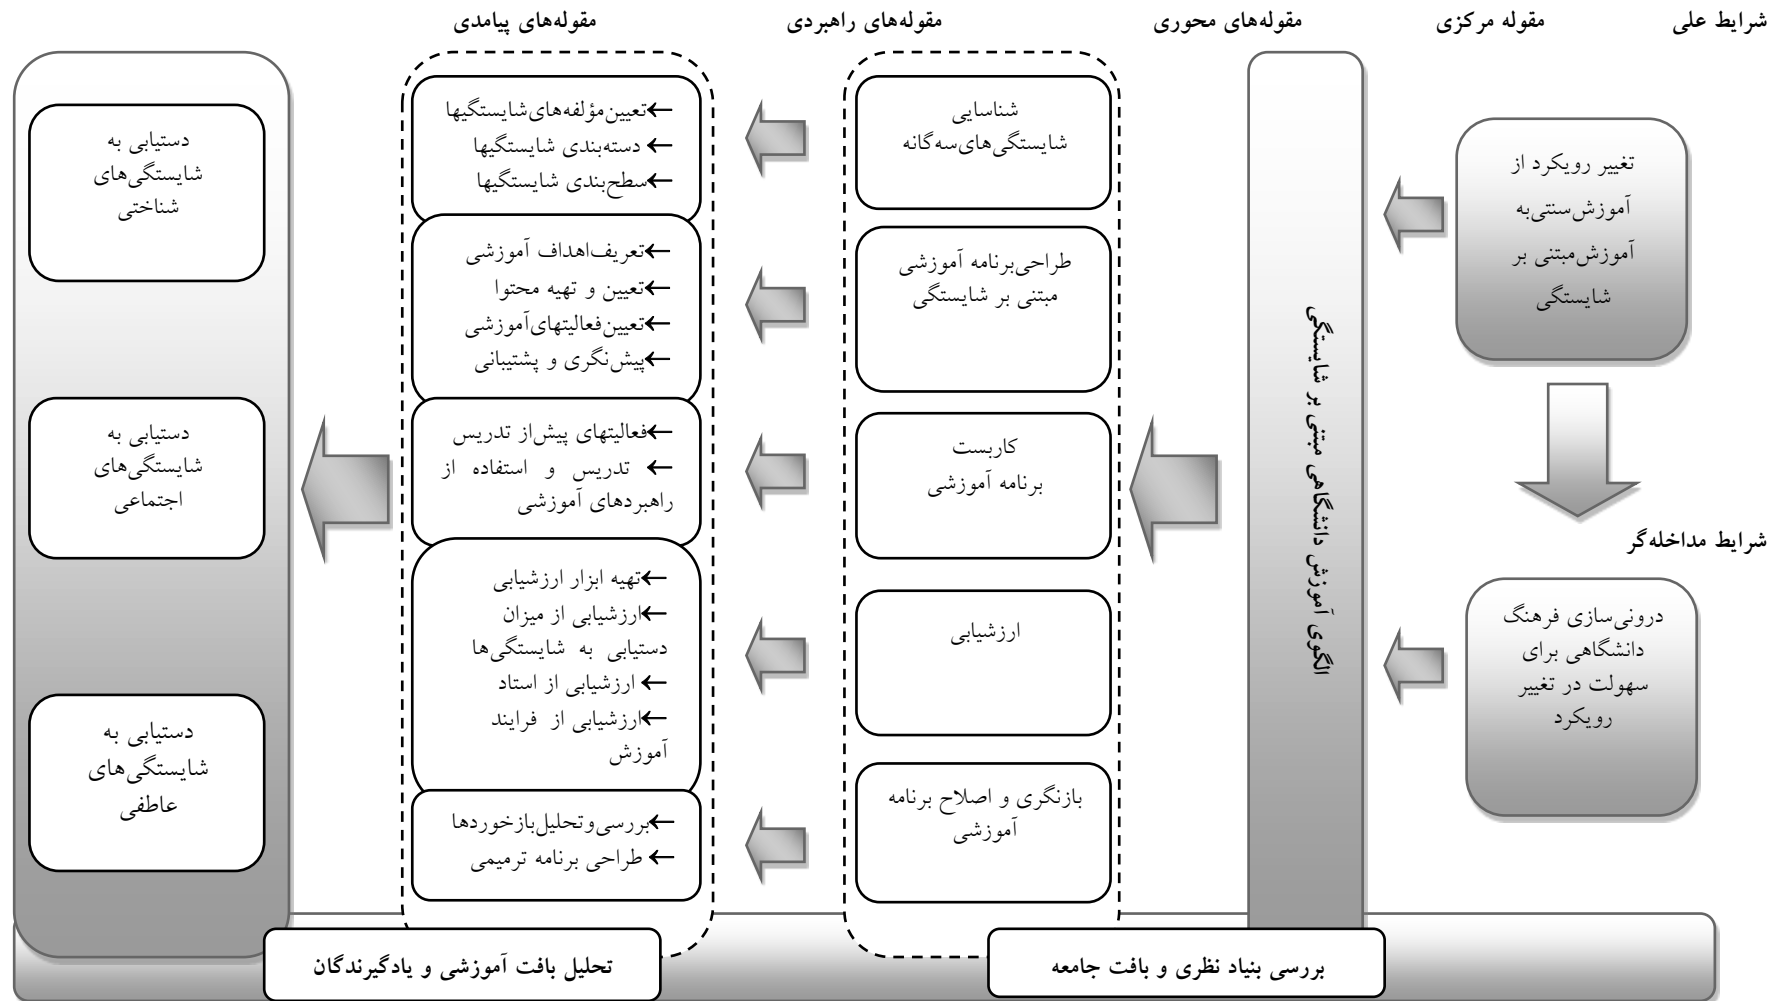 شرایط علی
مقوله مرکزی
مقوله‌های محوری
مقوله‌های راهبردی
مقوله‌های پیامدی
تغییر رویکرد از
آموزش‌سنتی‌به
آموزش‌مبتنی بر
شایستگی
شرایط مداخله‌گر
درونی‌سازی فرهنگ
دانشگاهی برای
سهولت در تغییر
رویکرد
الگوی آموزش دانشگاهی مبتنی بر شایستگی
شناسایی
شایستگی‌های‌سه‌گانه
طراحی‌برنامه آموزشی
مبتنی بر شایستگی
کاربست
برنامه آموزشی
ارزشیابی
بازنگری و اصلاح برنامه
آموزشی
←تعیین‌مؤلفه‌های‌شایستگیها
← دسته‌بندی شایستگیها
←سطح‌بندی شایستگیها
←تعریف‌اهداف آموزشی
←تعیین و تهیه محتوا
←تعیین‌فعالیتهای‌آموزشی
←پیش‌نگری و پشتیبانی
←فعالیتهای پیش‌از تدریس
← تدریس و استفاده از
راهبردهای آموزشی
←تهیه ابزار ارزشیابی
←ارزشیابی از میزان
دستیابی به شایستگی‌ها
← ارزشیابی از استاد
←ارزشیابی از فرایند
آموزش
←بررسی‌وتحلیل‌بازخوردها
← طراحی برنامه ترمیمی
دستیابی به
شایستگی‌های
شناختی
دستیابی به
شایستگی‌های
اجتماعی
دستیابی به
شایستگی‌های
عاطفی
بررسی بنیاد نظری و بافت جامعه
تحلیل بافت آموزشی و یادگیرندگان